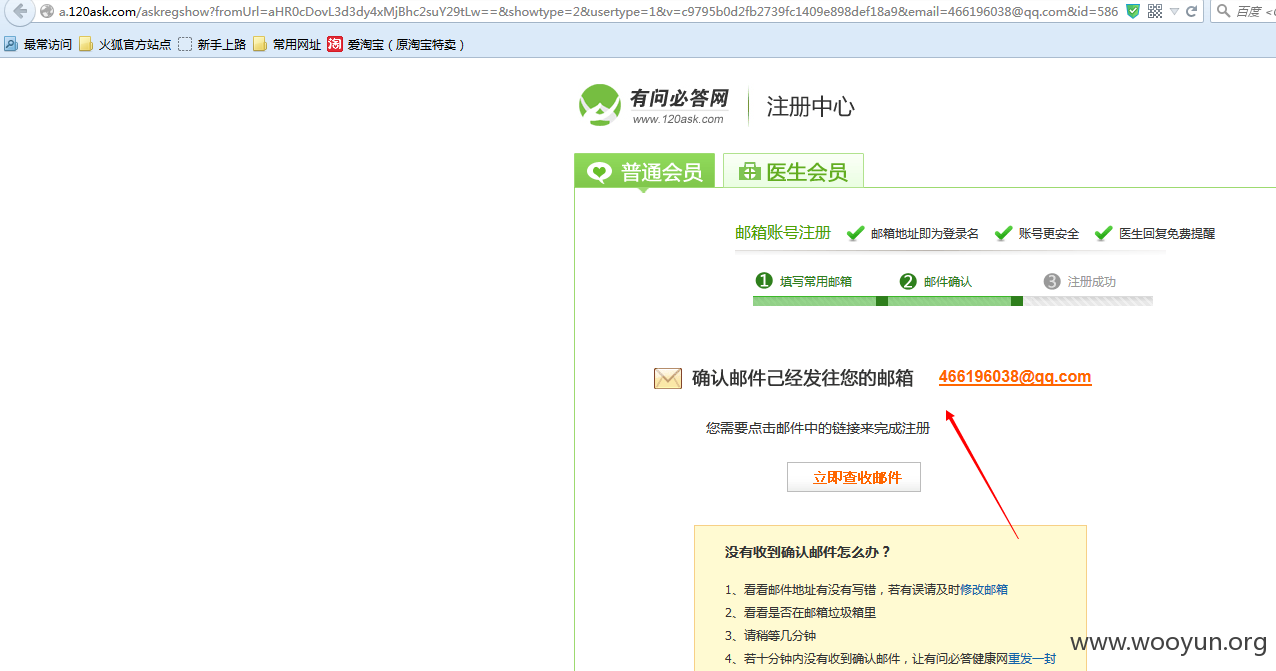 a.120ask.com/askregshow?fromUrl=aHR0cDovL3d3dy4xMjBhc2suY29tLw==&showtype=2&usertype=1&v=c9795b0d2fb2739fc1409e898def18a9&email=466196038@qq.com&id=586 百度
最常访问 火狐官方站点 新手上路 常用网址 淘 爱淘宝（原淘宝特卖）
有问必答网 注册中心
www.120ask.com
普通会员 医生会员
邮箱账号注册 邮箱地址即为登录名 账号更安全 医生回复免费提醒
1 填写常用邮箱 2 邮件确认 3 注册成功
确认邮件己经发往您的邮箱 466196038@qq.com
您需要点击邮件中的链接来完成注册
立即查收邮件
没有收到确认邮件怎么办？
1、看看邮件地址有没有写错，若有误请及时修改邮箱
2、看看是否在邮箱垃圾箱里
3、请稍等几分钟
4、若十分钟内没有收到确认邮件，让有问必答健康网重发一封
www.wooyun.org